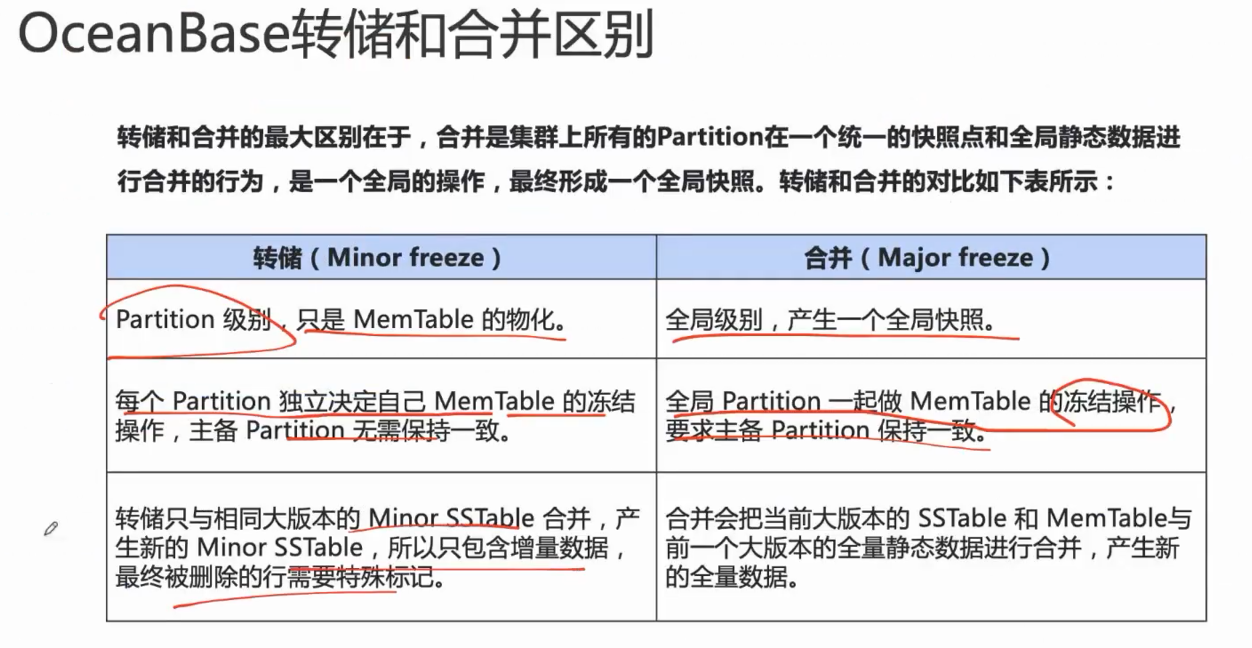 OceanBase转储和合并区别
转储和合并的最大区别在于，合并是集群上所有的Partition在一个统一的快照点和全局静态数据进
行合并的行为，是一个全局的操作，最终形成一个全局快照。转储和合并的对比如下表所示：
转储（Minor freeze）
合并（Major freeze）
Partition 级别，只是 MemTable 的物化。
全局级别，产生一个全局快照。
每个 Partition 独立决定自己 MemTable 的冻结
操作，主备 Partition 无需保持一致。
全局 Partition 一起做 MemTable 的冻结操作，
要求主备 Partition 保持一致。
转储只与相同大版本的 Minor SSTable 合并，产
生新的 Minor SSTable，所以只包含增量数据，
最终被删除的行需要特殊标记。
合并会把当前大版本的 SSTable 和 MemTable与
前一个大版本的全量静态数据进行合并，产生新
的全量数据。